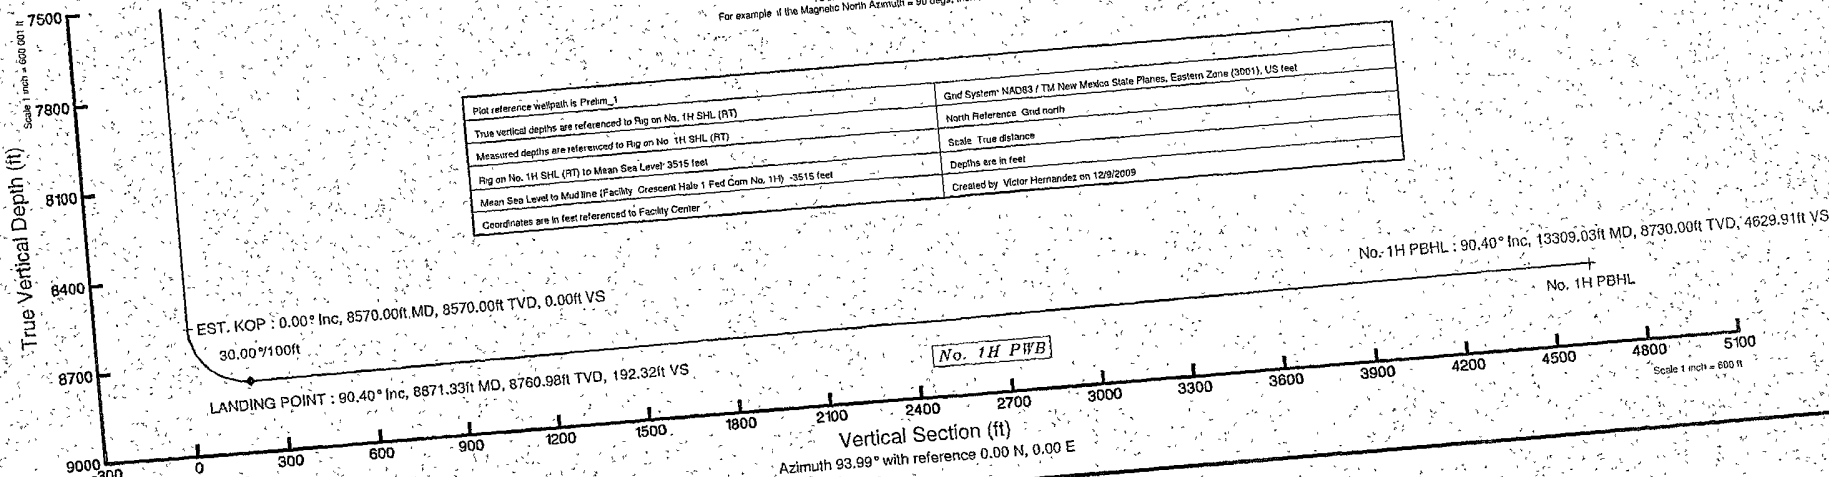 For example if the Magnetic North Azimuth = 90 degs,
7500
Scale 1 inch = 600.001 ft
7800
8100
8400
8700
9000
True Vertical Depth (ft)
Plot reference wellpath is Prelim_1
True vertical depths are referenced to Rig on No. 1H SHL (RT)
Measured depths are referenced to Rig on No 1H SHL (RT)
Rig on No. 1H SHL (RT) to Mean Sea Level 3515 feet
Mean Sea Level to Mud line (Facility Crescent Hale 1 Fed Com No. 1H) -3515 feet
Coordinates are in feet referenced to Facility Center
Grid System NAD83 / TM New Mexico State Planes, Eastern Zone (3001), US feet
North Reference Grid north
Scale True distance
Depths are in feet
Created by Victor Hernandez on 12/9/2009
No. 1H PBHL : 90.40° Inc, 13309.03ft MD, 8730.00ft TVD, 4629.91ft VS
No. 1H PBHL
EST. KOP : 0.00° Inc, 8570.00ft MD, 8570.00ft TVD, 0.00ft VS
30.00°/100ft
No. 1H PWB
LANDING POINT : 90.40° Inc, 8871.33ft MD, 8760.98ft TVD, 192.32ft VS
-300 0 300 600 900 1200 1500 1800 2100 2400 2700 3000 3300 3600 3900 4200 4500 4800 5100
Scale 1 inch = 600 ft
Vertical Section (ft)
Azimuth 93.99° with reference 0.00 N, 0.00 E